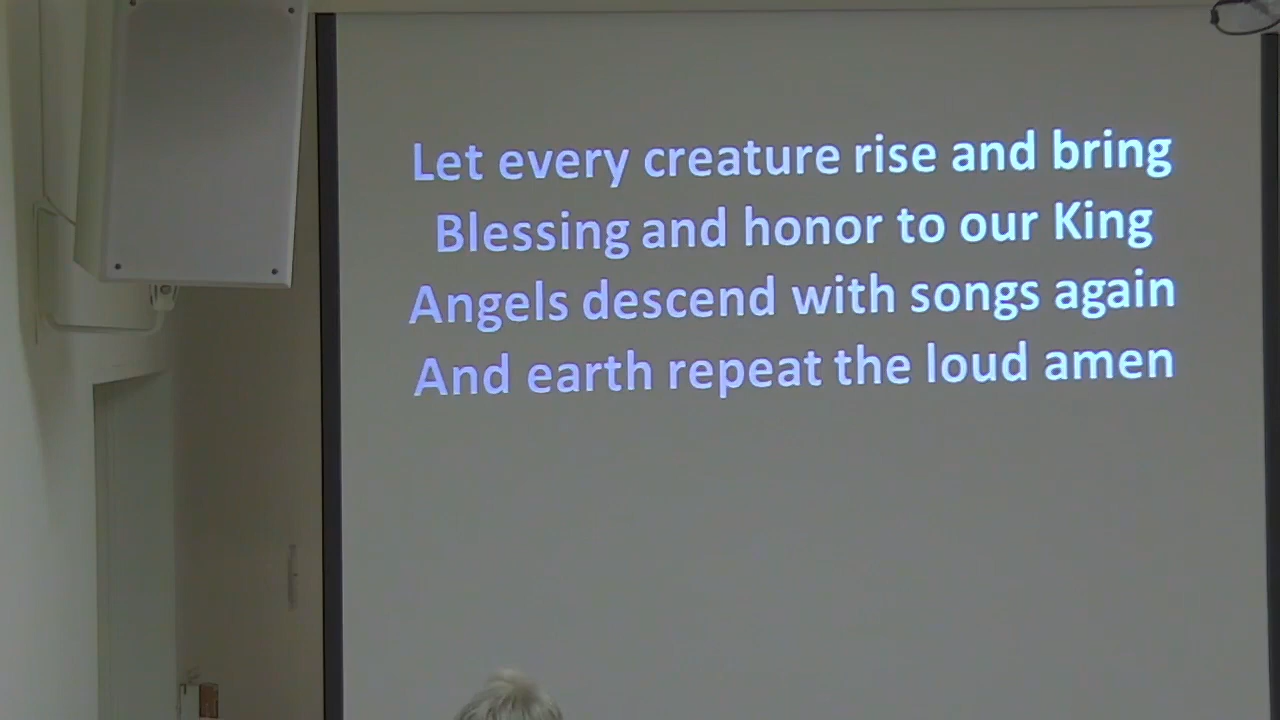 Let every creature rise and bring
Blessing and honor to our King
Angels descend with songs again
And earth repeat the loud amen